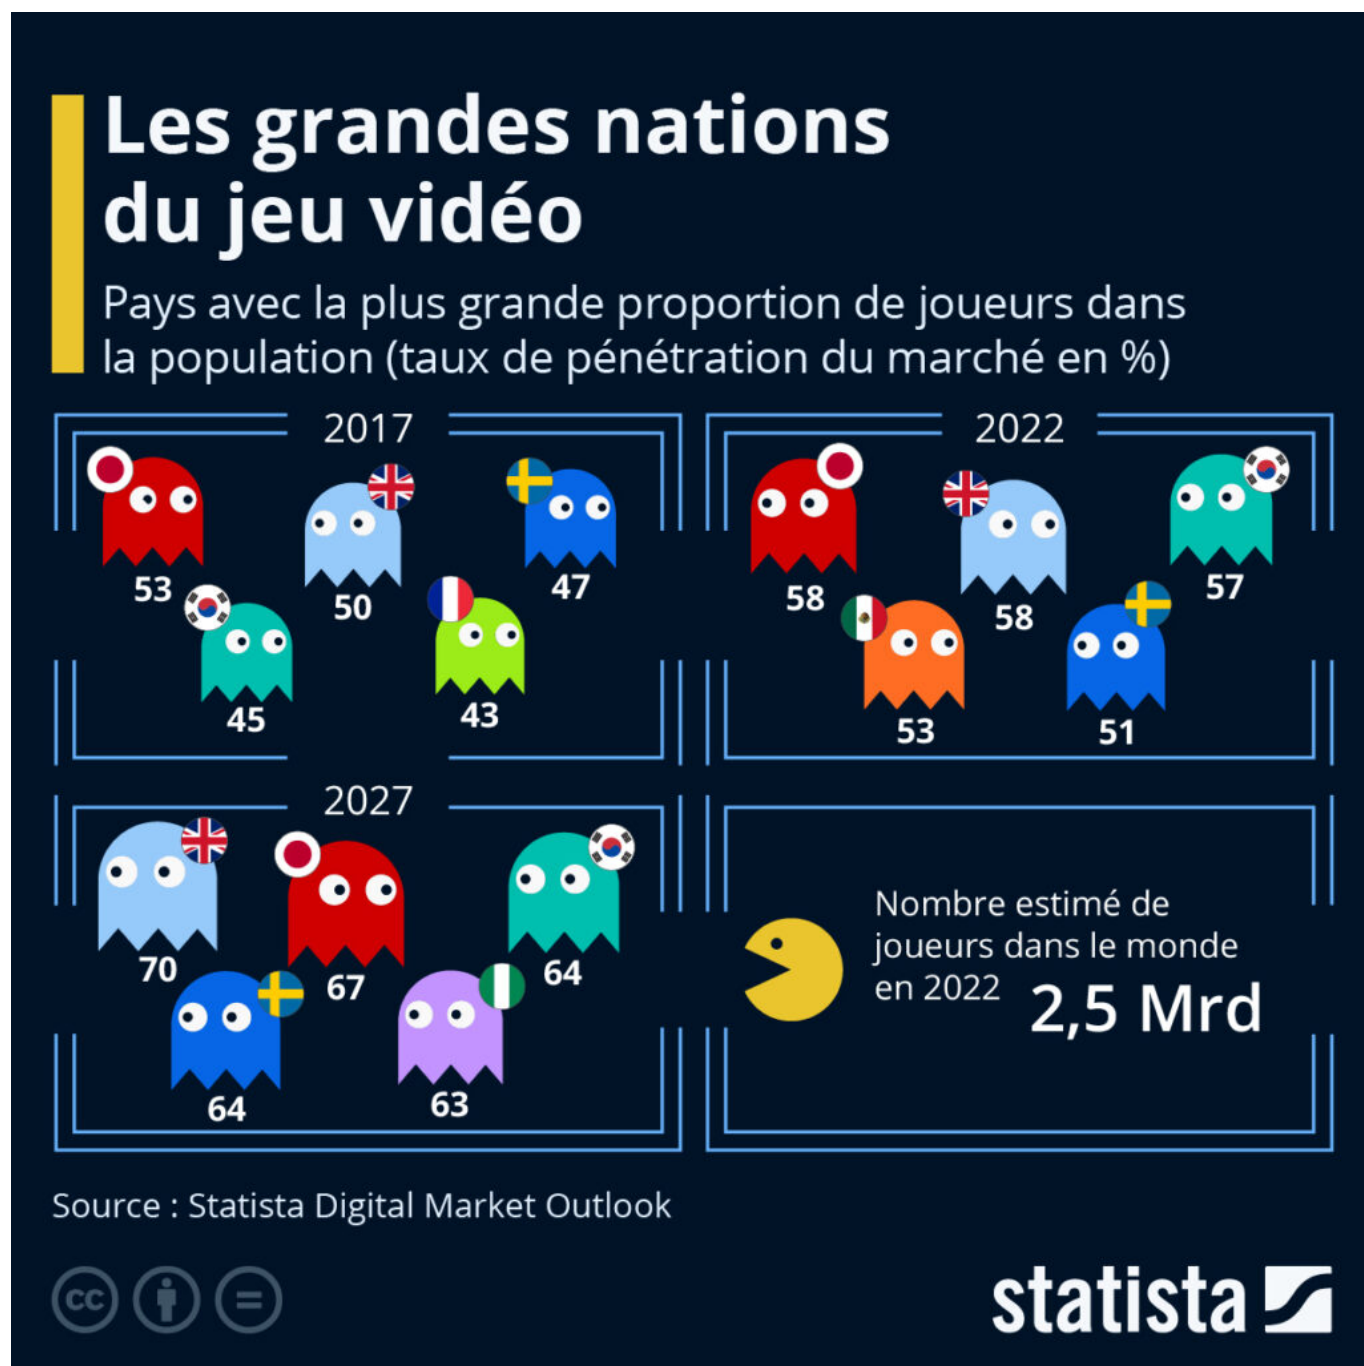 Les grandes nations
du jeu vidéo
Pays avec la plus grande proportion de joueurs dans
la population (taux de pénétration du marché en %)
2017
53
50
47
45
43
2022
58
58
57
53
51
2027
70
67
64
64
63
Nombre estimé de
joueurs dans le monde
en 2022 2,5 Mrd
Source : Statista Digital Market Outlook
cc
statista